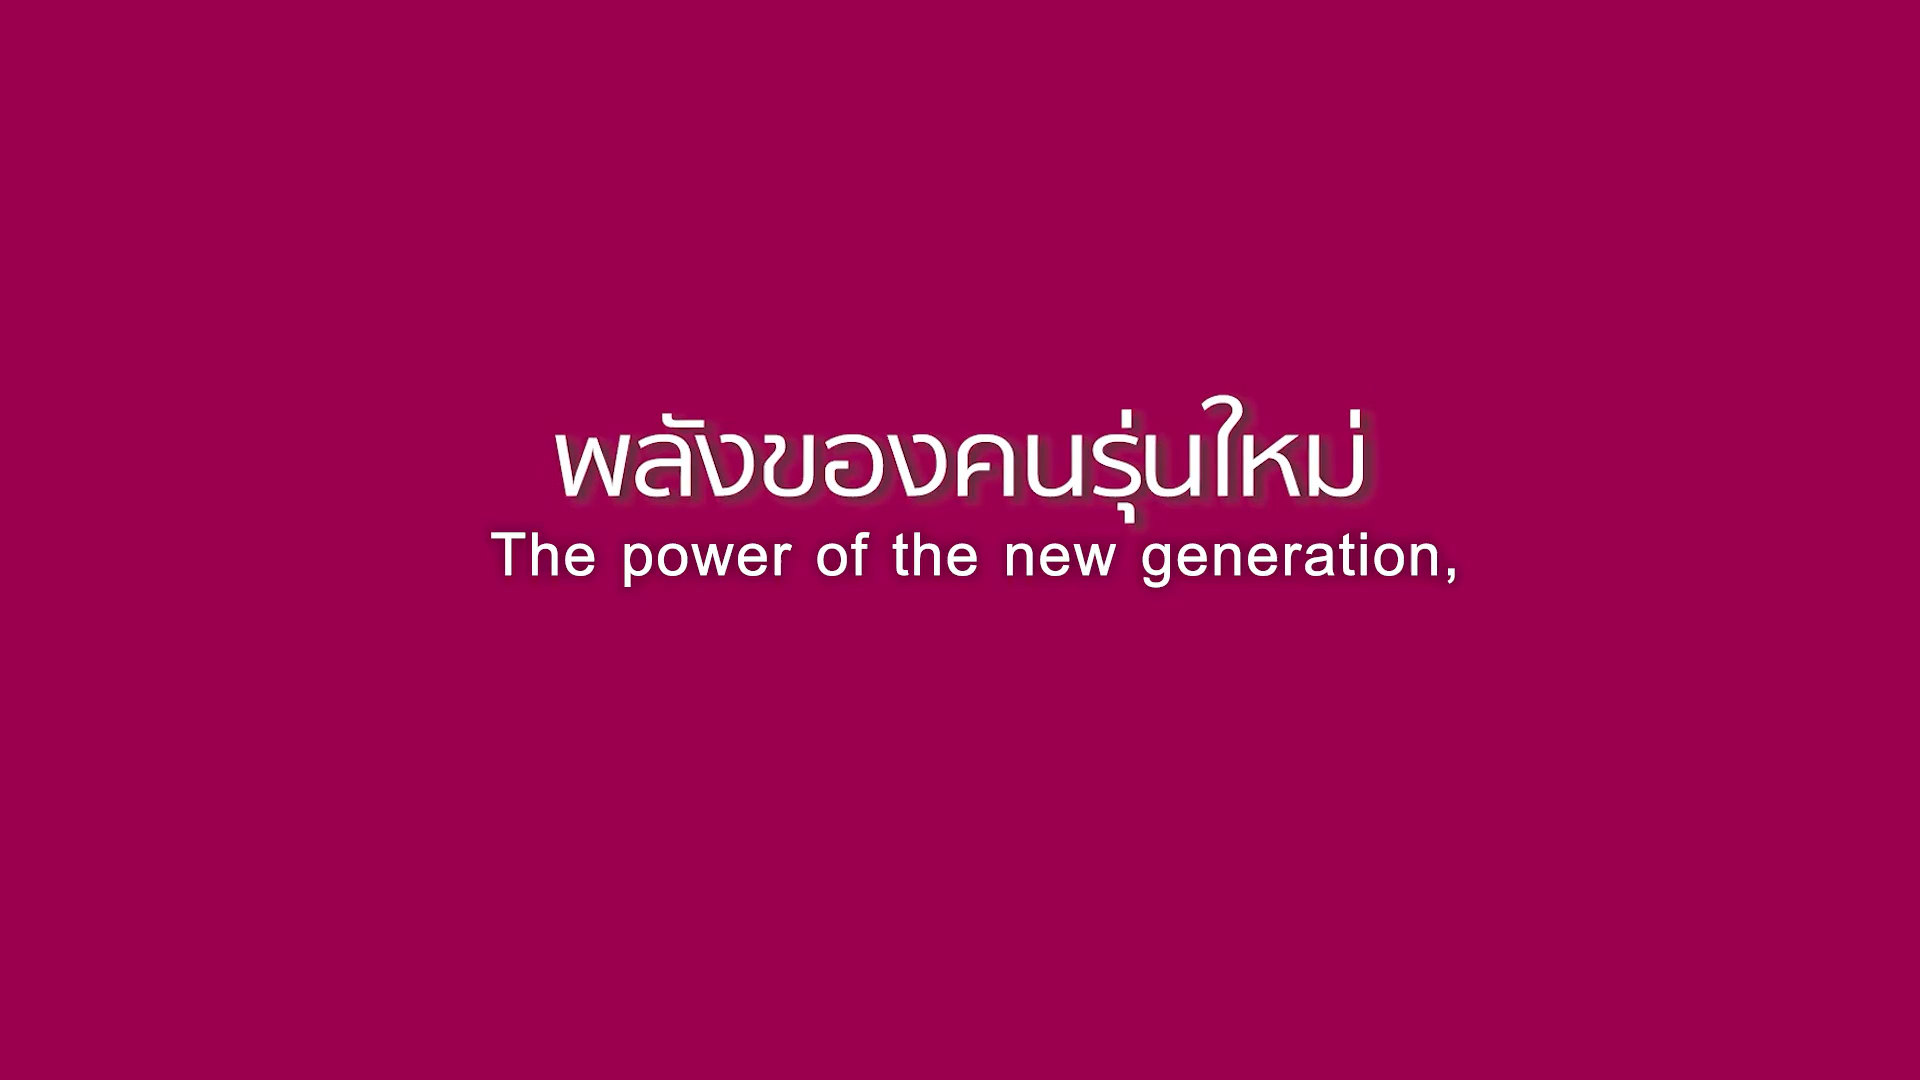 พลังของคนรุ่นใหม่
The power of the new generation,